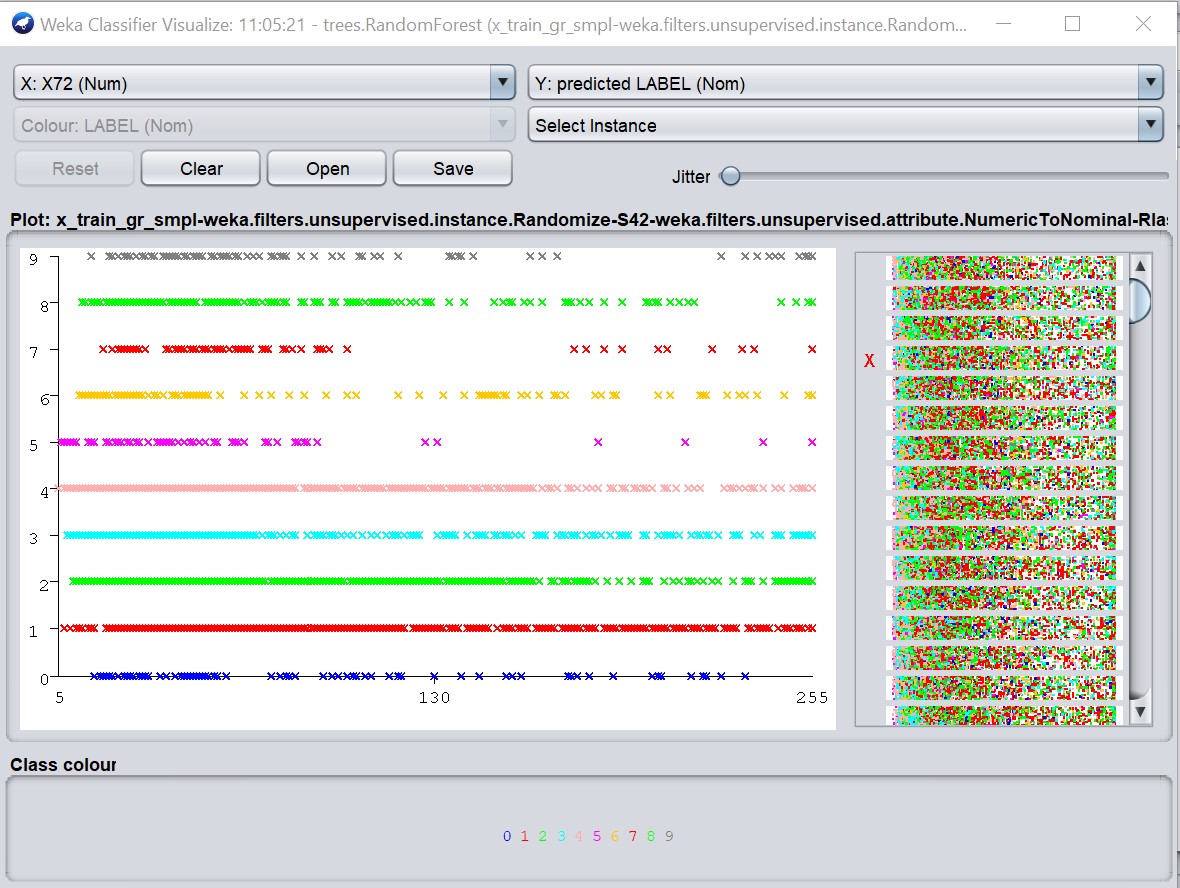 Weka Classifier Visualize: 11:05:21 - trees.RandomForest (x_train_gr_smpl-weka.filters.unsupervised.instance.Random...
X: X72 (Num)
Y: predicted LABEL (Nom)
Colour: LABEL (Nom)
Select Instance
Reset
Clear
Open
Save
Jitter
Plot: x_train_gr_smpl-weka.filters.unsupervised.instance.Randomize-S42-weka.filters.unsupervised.attribute.NumericToNominal-Rlas
9
8
7
X
6
5
4
3
2
1
0
5 130 255
Class colour
0 1 2 3 4 5 6 7 8 9